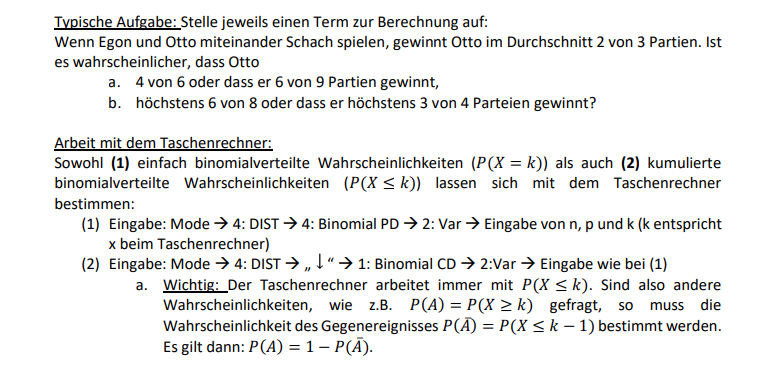 Typische Aufgabe: Stelle jeweils einen Term zur Berechnung auf:
Wenn Egon und Otto miteinander Schach spielen, gewinnt Otto im Durchschnitt 2 von 3 Partien. Ist
es wahrscheinlicher, dass Otto
a. 4 von 6 oder dass er 6 von 9 Partien gewinnt,
b. höchstens 6 von 8 oder dass er höchstens 3 von 4 Parteien gewinnt?
Arbeit mit dem Taschenrechner:
Sowohl (1) einfach binomialverteilte Wahrscheinlichkeiten (P(X = k)) als auch (2) kumulierte
binomialverteilte Wahrscheinlichkeiten (P(X ≤ k)) lassen sich mit dem Taschenrechner
bestimmen:
(1) Eingabe: Mode → 4: DIST → 4: Binomial PD → 2: Var → Eingabe von n, p und k (k entspricht
x beim Taschenrechner)
(2) Eingabe: Mode → 4: DIST → „ ↓ “ → 1: Binomial CD → 2:Var → Eingabe wie bei (1)
a. Wichtig: Der Taschenrechner arbeitet immer mit P(X ≤ k). Sind also andere
Wahrscheinlichkeiten, wie z.B. P(A) = P(X ≥ k) gefragt, so muss die
Wahrscheinlichkeit des Gegenereignisses P(Ā) = P(X ≤ k − 1) bestimmt werden.
Es gilt dann: P(A) = 1 − P(Ā).